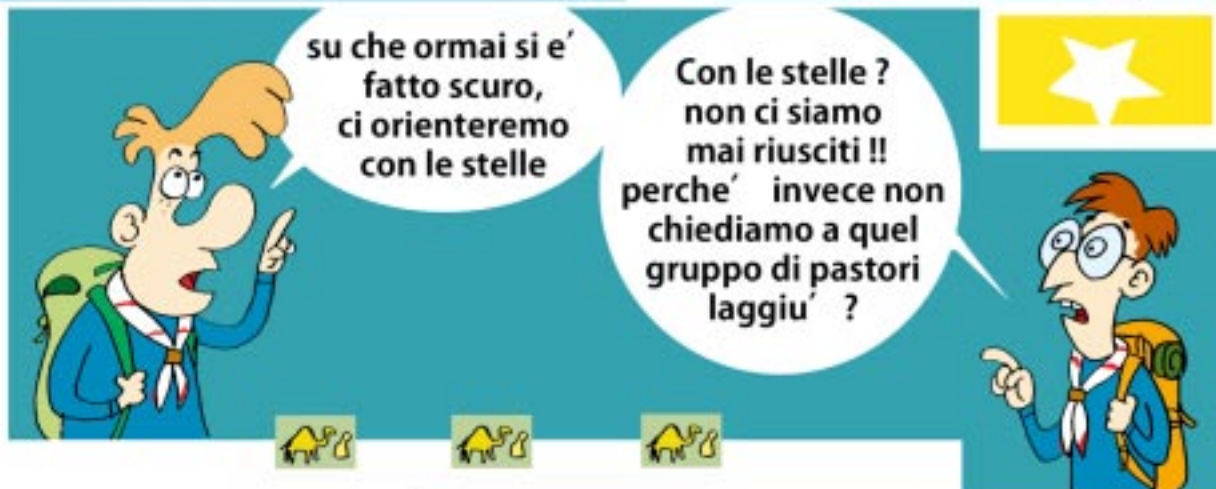 su che ormai si e´
fatto scuro,
ci orienteremo
con le stelle
Con le stelle ?
non ci siamo
mai riusciti !!
perche´ invece non
chiediamo a quel
gruppo di pastori
laggiu´ ?